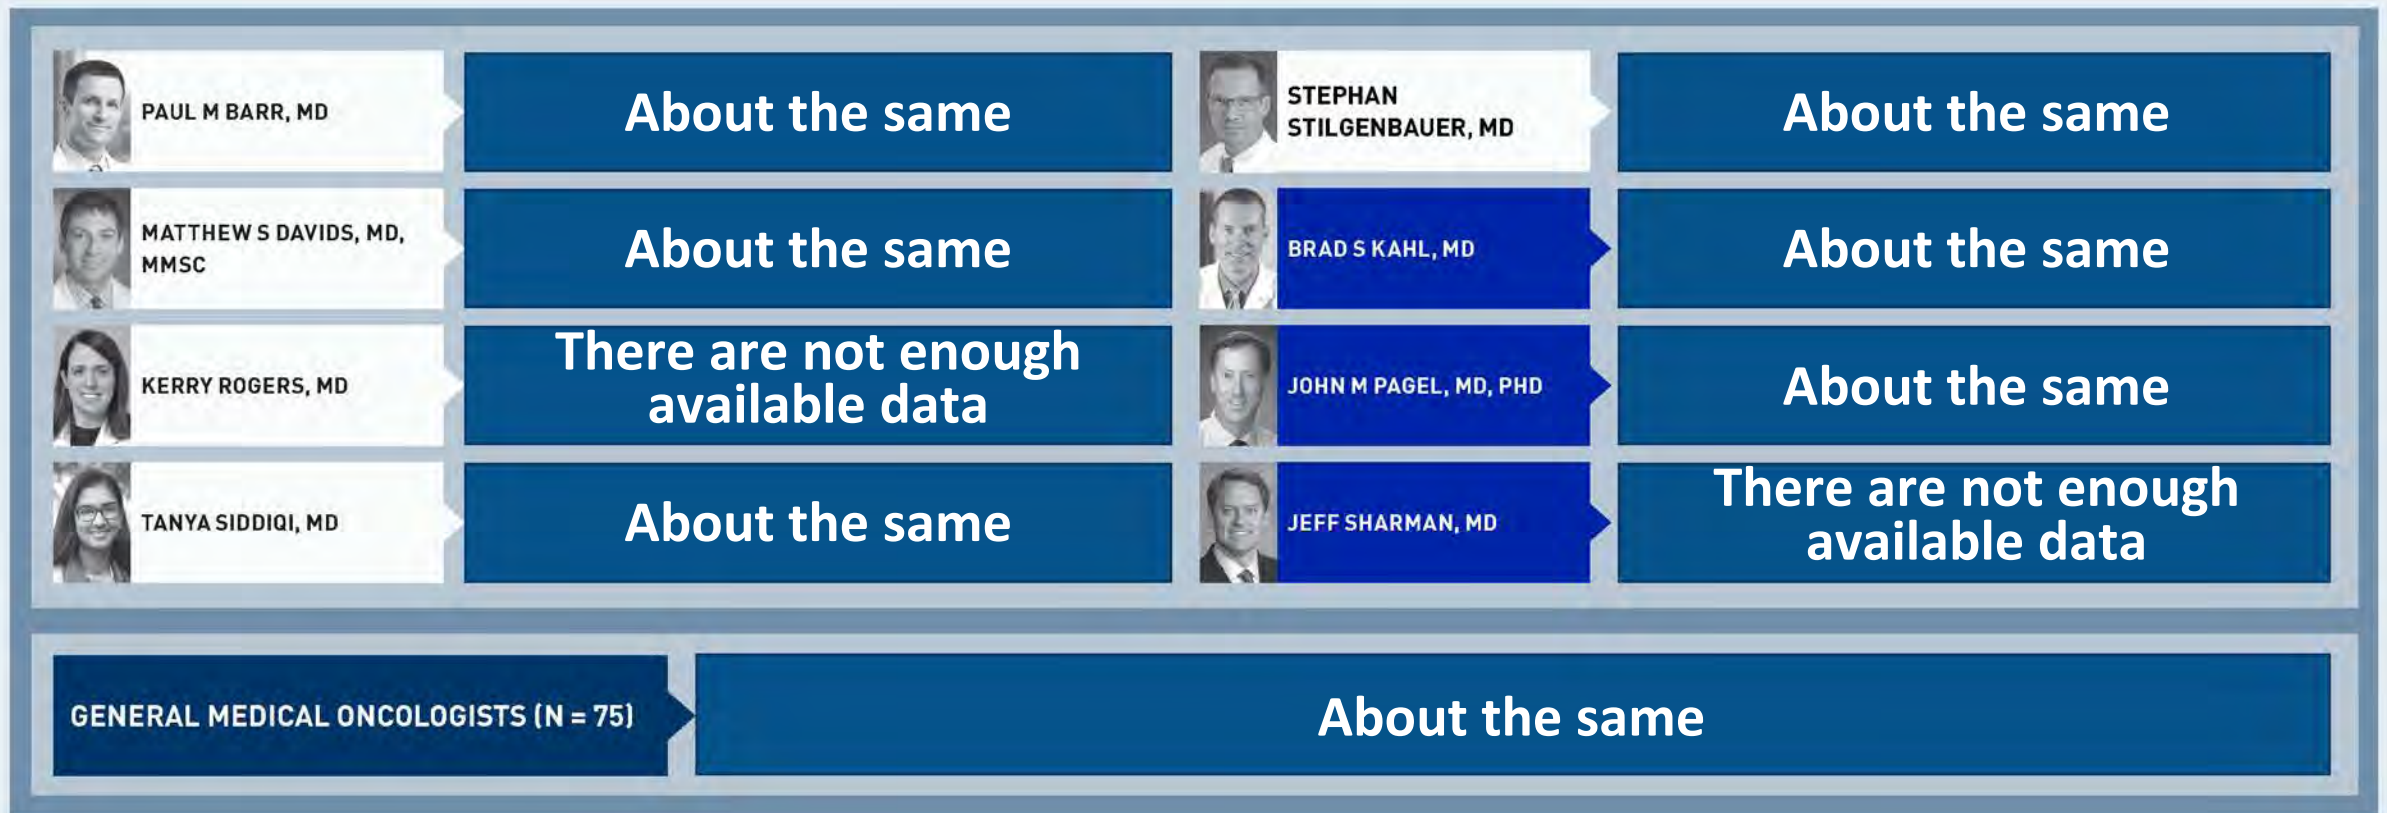 PAUL M BARR, MD
About the same
STEPHAN
STILGENBAUER, MD
About the same
MATTHEW S DAVIDS, MD,
MMSC
About the same
BRAD S KAHL, MD
About the same
KERRY ROGERS, MD
There are not enough
available data
JOHN M PAGEL, MD, PHD
About the same
TANYA SIDDIQI, MD
About the same
JEFF SHARMAN, MD
There are not enough
available data
GENERAL MEDICAL ONCOLOGISTS (N = 75)
About the same